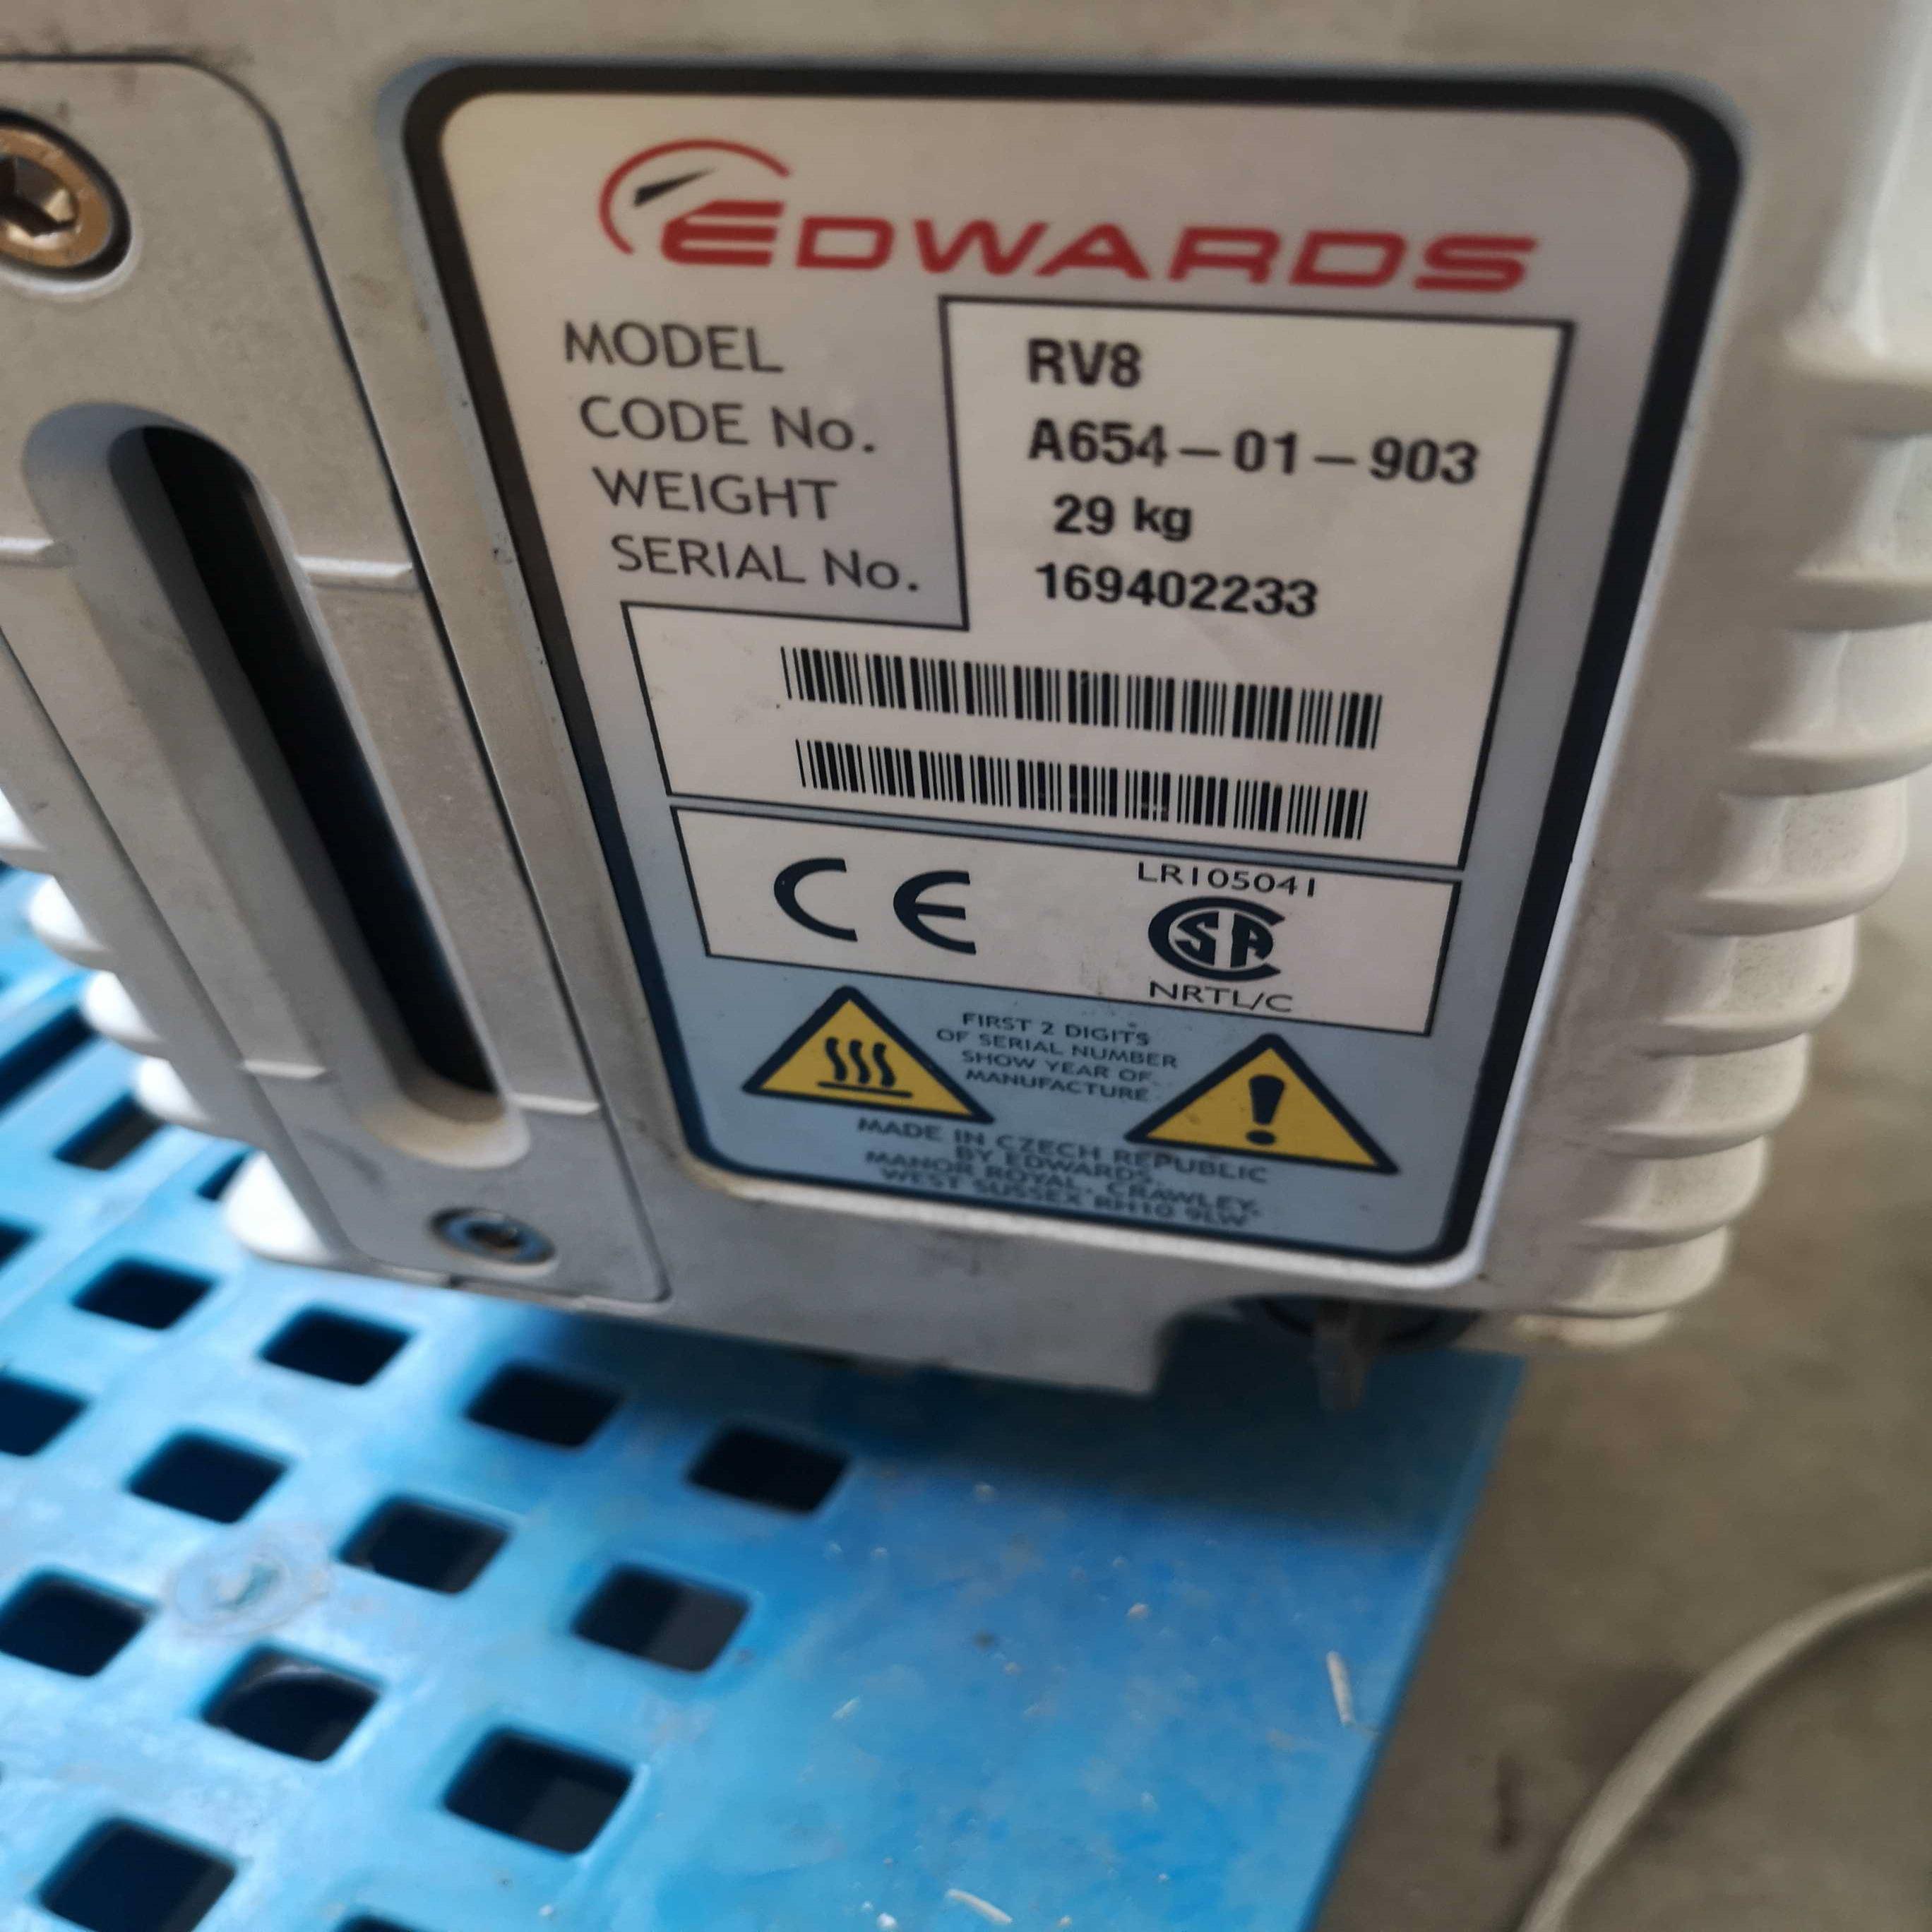 EDWARDS
MODEL RV8
CODE No. A654-01-903
WEIGHT 29 kg
SERIAL No. 169402233
LR105041
CE CSA
NRTL/C
FIRST 2 DIGITS
OF SERIAL NUMBER
SHOW YEAR OF
MANUFACTURE
MADE IN CZECH REPUBLIC
BY EDWARDS,
MANOR ROYAL, CRAWLEY,
WEST SUSSEX RH10 9LW